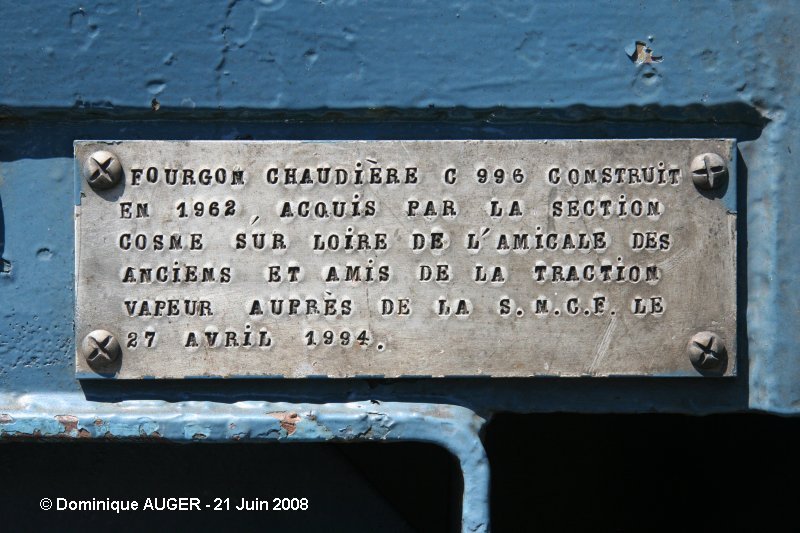 FOURGON CHAUDIÈRE C 996 CONSTRUIT
EN 1962 ACQUIS PAR LA SECTION
COSNE SUR LOIRE DE L'AMICALE DES
ANCIENS ET AMIS DE LA TRACTION
VAPEUR AUPRÈS DE LA S.N.C.F. LE
27 AVRIL 1994.
© Dominique AUGER - 21 Juin 2008